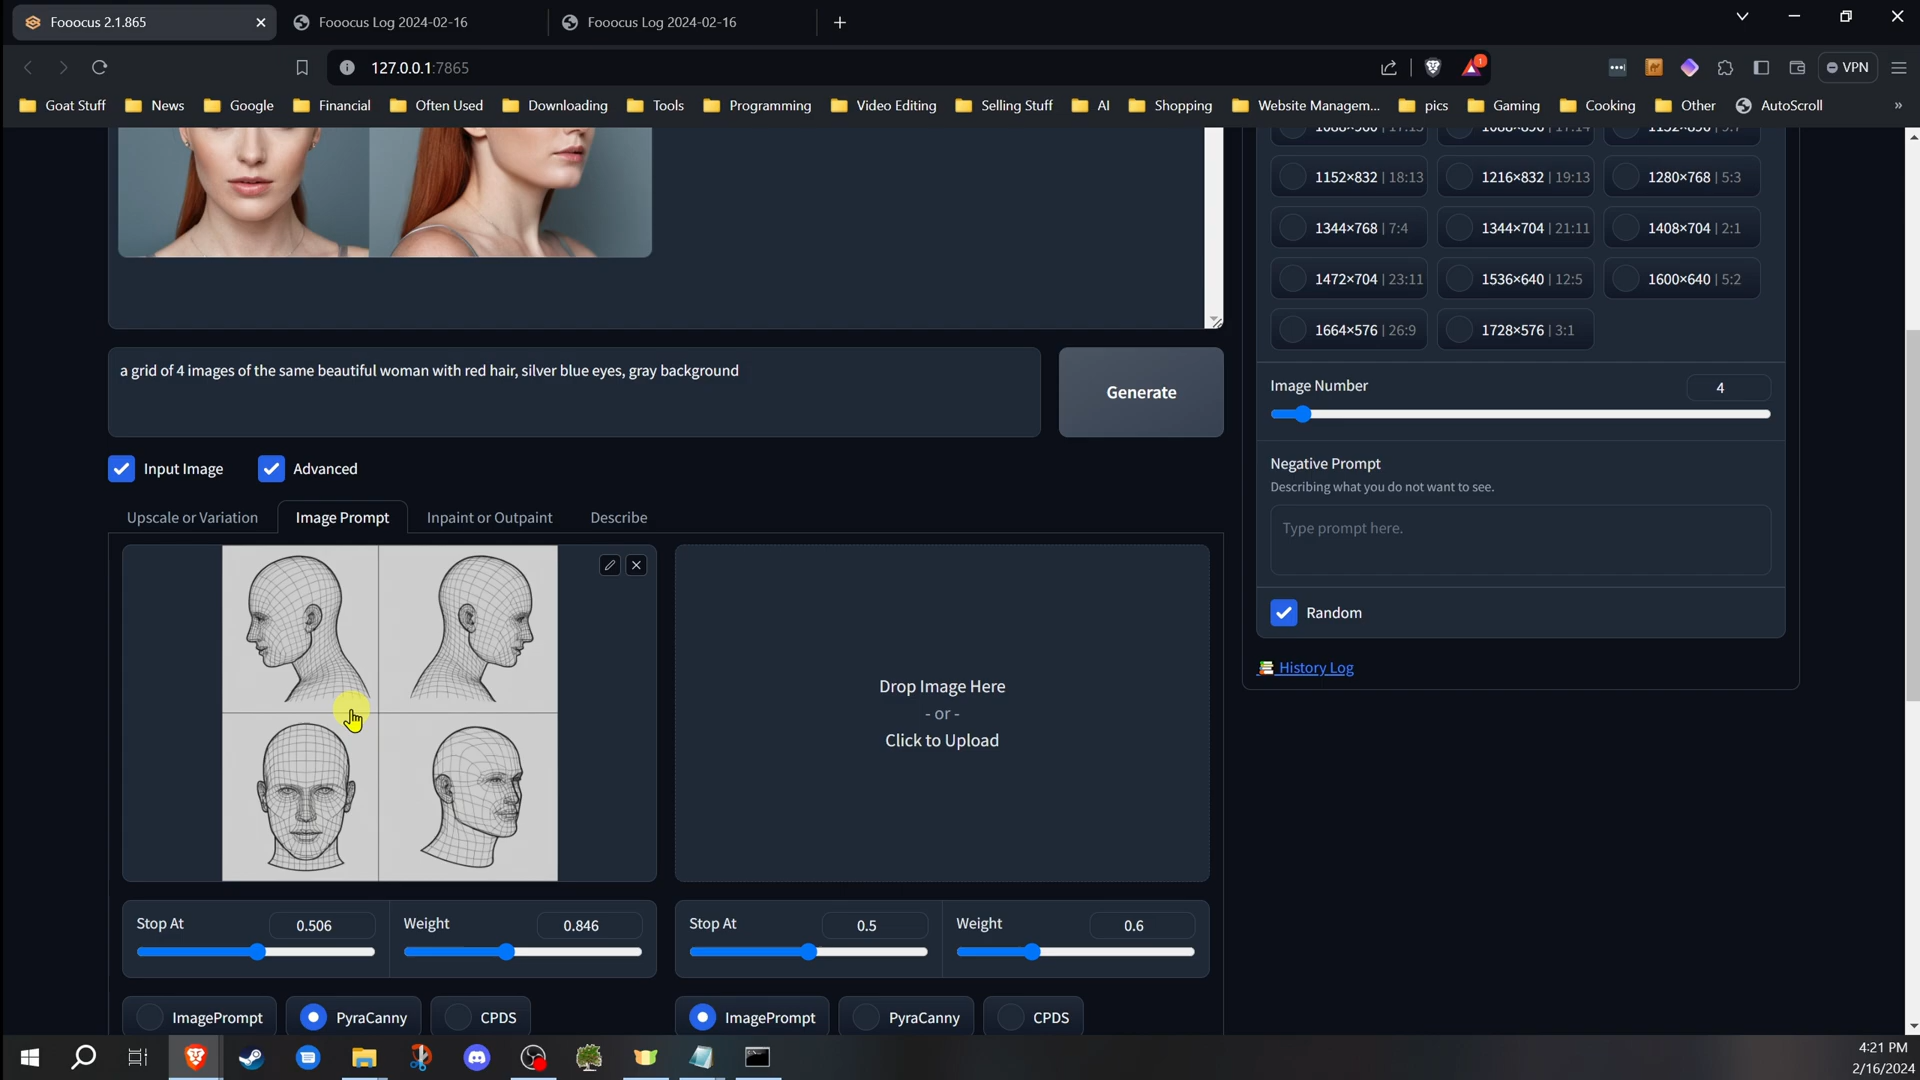 Fooocus 2.1.865
Fooocus Log 2024-02-16
Fooocus Log 2024-02-16
127.0.0.1:7865
1
VPN
Goat Stuff
News
Google
Financial
Often Used
Downloading
Tools
Programming
Video Editing
Selling Stuff
AI
Shopping
Website Managem...
pics
Gaming
Cooking
Other
AutoScroll
»
1152×832 | 18:13
1216×832 | 19:13
1280×768 | 5:3
1344×768 | 7:4
1344×704 | 21:11
1408×704 | 2:1
1472×704 | 23:11
1536×640 | 12:5
1600×640 | 5:2
1664×576 | 26:9
1728×576 | 3:1
a grid of 4 images of the same beautiful woman with red hair, silver blue eyes, gray background
Generate
Image Number
4
Input Image
Advanced
Negative Prompt
Describing what you do not want to see.
Type prompt here.
Upscale or Variation
Image Prompt
Inpaint or Outpaint
Describe
Random
History Log
Drop Image Here
- or -
Click to Upload
Stop At
0.506
Weight
0.846
Stop At
0.5
Weight
0.6
ImagePrompt
PyraCanny
CPDS
ImagePrompt
PyraCanny
CPDS
4:21 PM
2/16/2024